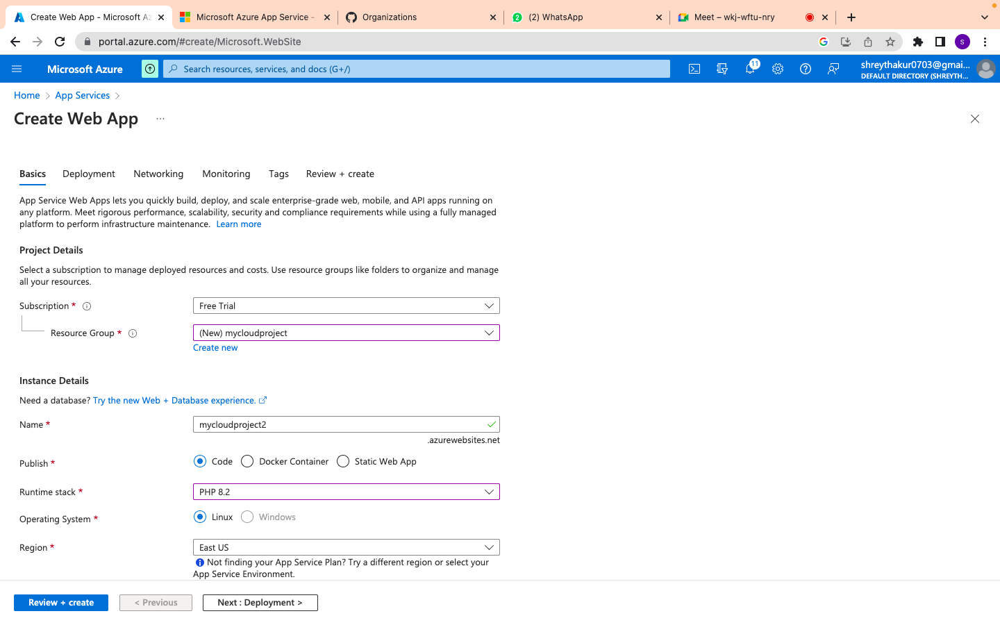 Create Web App - Microsoft Az
Microsoft Azure App Service -
Organizations
2
(2) WhatsApp
Meet – wkj-wftu-nry
portal.azure.com/#create/Microsoft.WebSite
S
Microsoft Azure
Search resources, services, and docs (G+/)
11
shreythakur0703@gmai...
DEFAULT DIRECTORY (SHREYTH...
Home > App Services >
Create Web App ...
Basics Deployment Networking Monitoring Tags Review + create
App Service Web Apps lets you quickly build, deploy, and scale enterprise-grade web, mobile, and API apps running on
any platform. Meet rigorous performance, scalability, security and compliance requirements while using a fully managed
platform to perform infrastructure maintenance. Learn more
Project Details
Select a subscription to manage deployed resources and costs. Use resource groups like folders to organize and manage
all your resources.
Subscription * Free Trial
Resource Group * (New) mycloudproject
Create new
Instance Details
Need a database? Try the new Web + Database experience.
Name * mycloudproject2
.azurewebsites.net
Publish * Code Docker Container Static Web App
Runtime stack * PHP 8.2
Operating System * Linux Windows
Region * East US
Not finding your App Service Plan? Try a different region or select your
App Service Environment.
Review + create < Previous Next : Deployment >